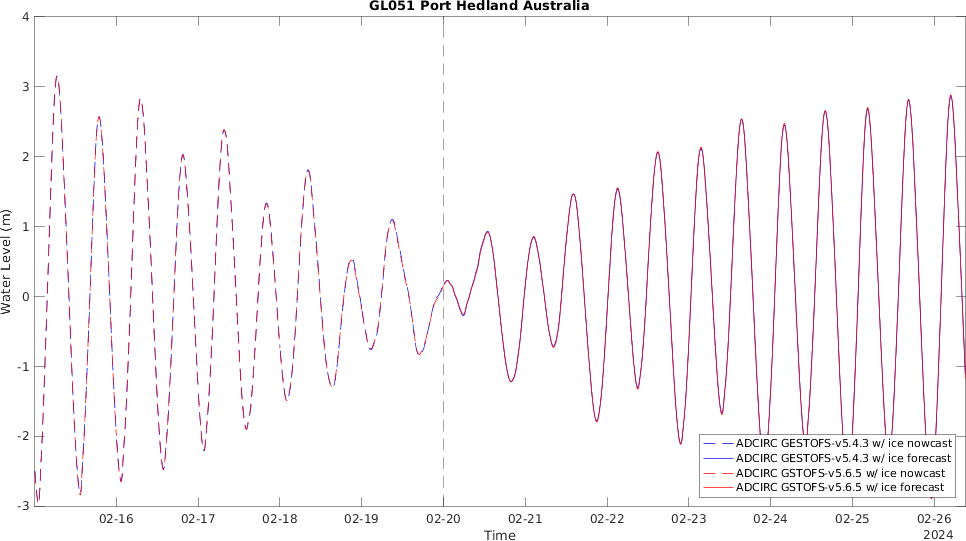 GL051 Port Hedland Australia
4
3
2
1
0
-1
-2
-3
Water Level (m)
ADCIRC GESTOFS-v5.4.3 w/ ice nowcast
ADCIRC GESTOFS-v5.4.3 w/ ice forecast
ADCIRC GSTOFS-v5.6.5 w/ ice nowcast
ADCIRC GSTOFS-v5.6.5 w/ ice forecast
02-16 02-17 02-18 02-19 02-20 02-21 02-22 02-23 02-24 02-25 02-26
2024
Time